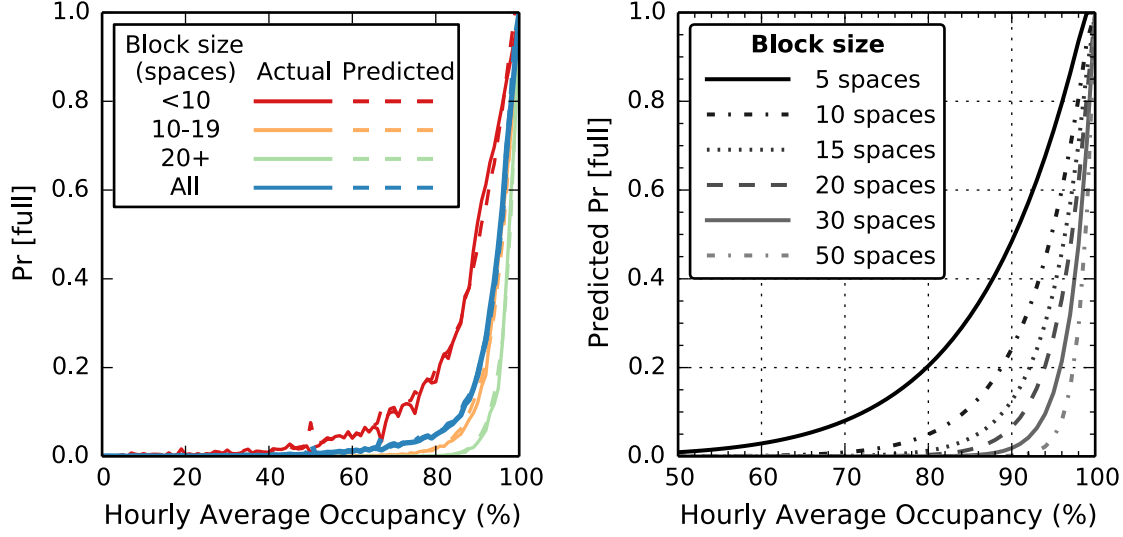 Block size
(spaces) Actual Predicted
<10
10-19
20+
All
Pr [full]
1.0
0.8
0.6
0.4
0.2
0.0
0 20 40 60 80 100
Hourly Average Occupancy (%)
Block size
5 spaces
10 spaces
15 spaces
20 spaces
30 spaces
50 spaces
Predicted Pr [full]
1.0
0.8
0.6
0.4
0.2
0.0
50 60 70 80 90 100
Hourly Average Occupancy (%)